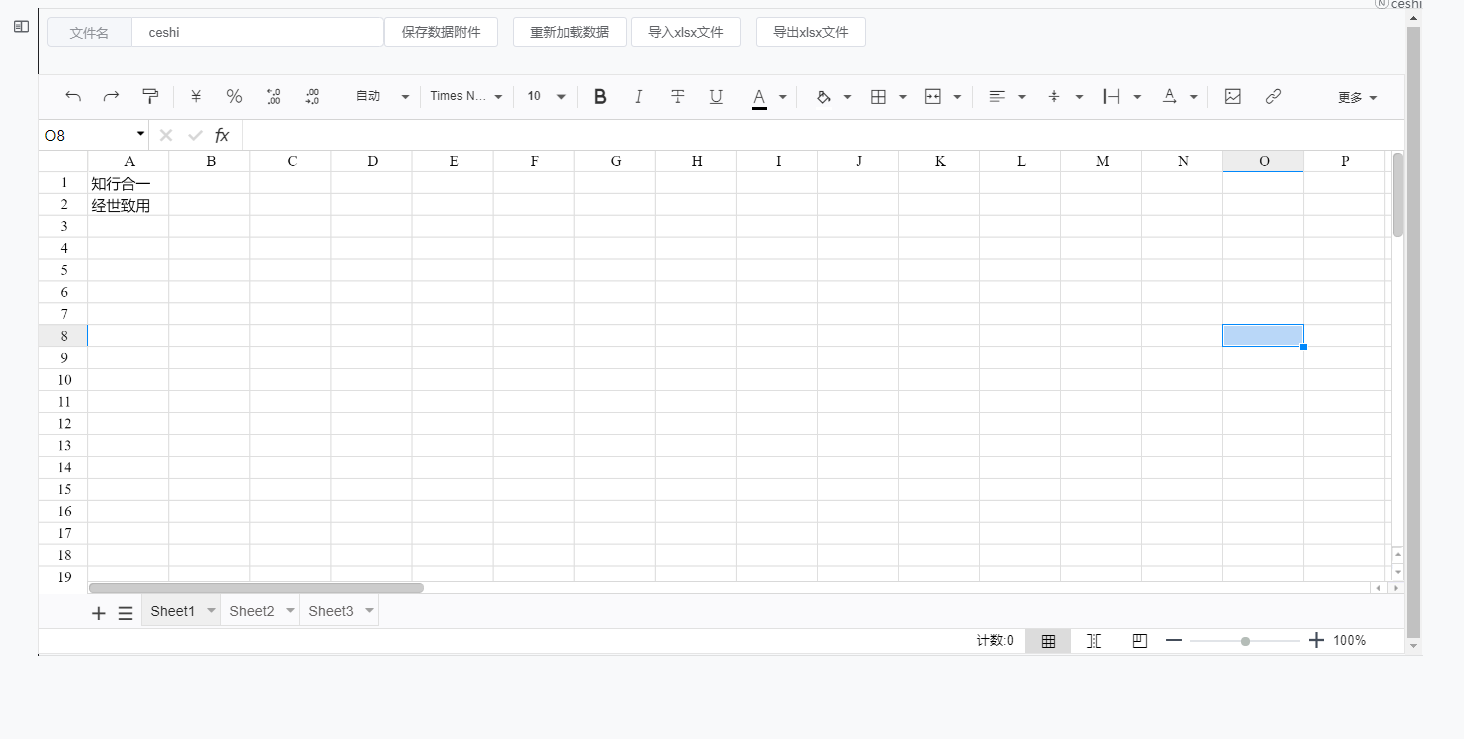 ceshi
文件名 ceshi 保存数据附件 重新加载数据 导入xlsx文件 导出xlsx文件
¥ % .00 .00 自动 Times N... 10 B I T U A A 更多
O8 fx
A B C D E F G H I J K L M N O P
1 知行合一
2 经世致用
3
4
5
6
7
8
9
10
11
12
13
14
15
16
17
18
19
Sheet1 Sheet2 Sheet3
计数:0 100%